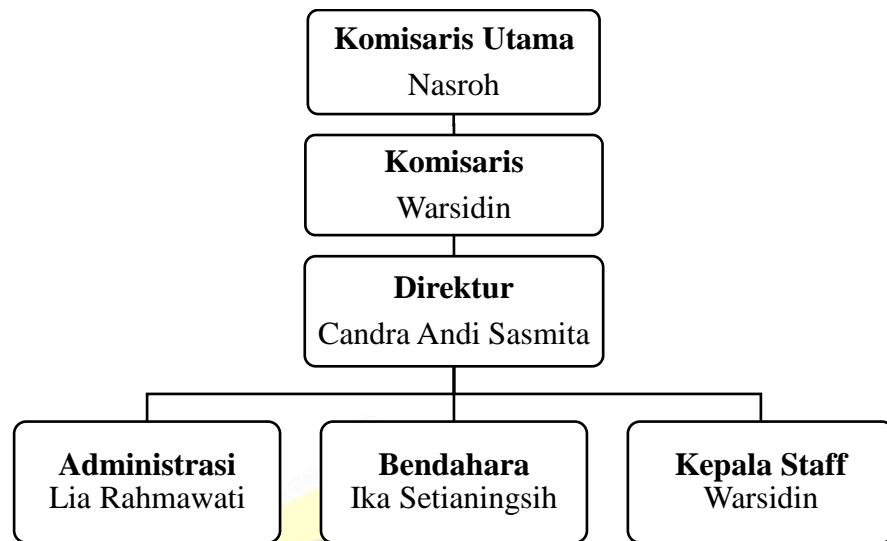 Komisaris Utama
Nasroh
Komisaris
Warsidin
Direktur
Candra Andi Sasmita
Administrasi
Lia Rahmawati
Bendahara
Ika Setianingsih
Kepala Staff
Warsidin